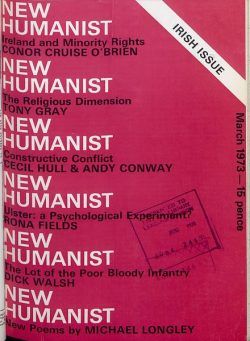 NEW
HUMANIST
Ireland and Minority Rights
CONOR CRUISE O'BRIEN
NEW
HUMANIST
The Religious Dimension
TONY GRAY
NEW
HUMANIST
Constructive Conflict
CECIL HULL & ANDY CONWAY
NEW
HUMANIST
Ulster: a Psychological Experiment?
RONA FIELDS
NEW
HUMANIST
The Lot of the Poor Bloody Infantry
DICK WALSH
NEW
HUMANIST
New Poems by MICHAEL LONGLEY
IRISH ISSUE
March 1973 — 15 pence